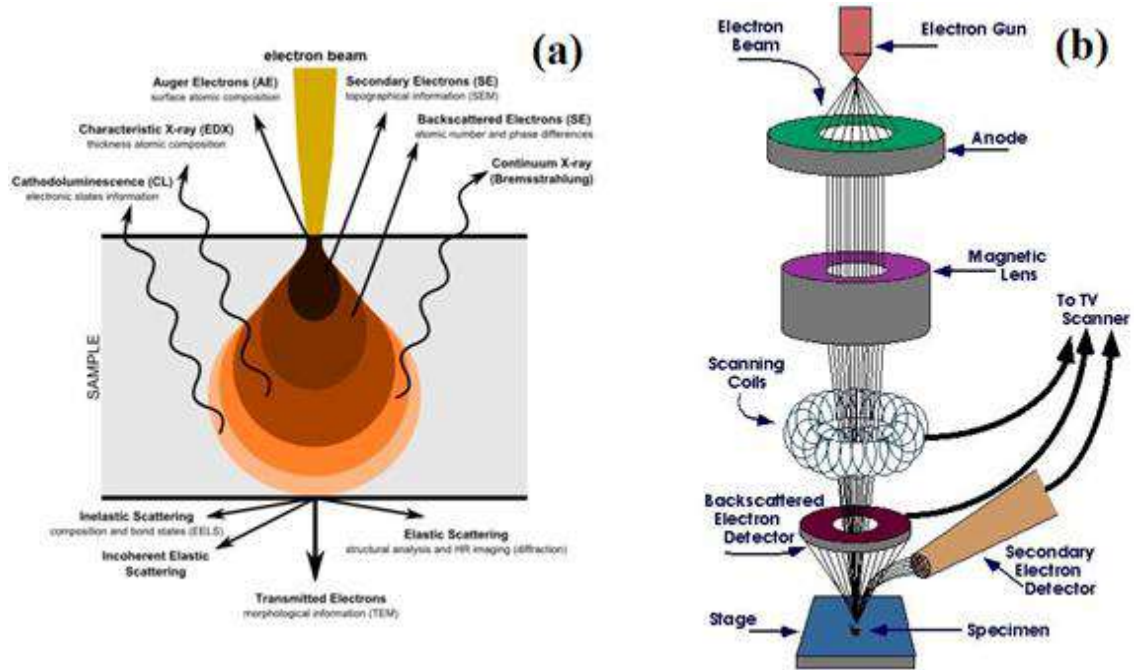 (a)
electron beam
Auger Electrons (AE)
surface atomic composition
Secondary Electrons (SE)
topographical information (SEM)
Characteristic X-ray (EDX)
thickness atomic composition
Backscattered Electrons (SE)
atomic number and phase differences
Cathodoluminescence (CL)
electronic states information
Continuum X-ray
(Bremsstrahlung)
SAMPLE
Inelastic Scattering
composition and bond states (EELS)
Incoherent Elastic
Scattering
Elastic Scattering
structural analysis and HR imaging (diffraction)
Transmitted Electrons
morphological information (TEM)
(b)
Electron
Beam
Electron Gun
Anode
Magnetic
Lens
To TV
Scanner
Scanning
Coils
Backscattered
Electron
Detector
Secondary
Electron
Detector
Stage
Specimen